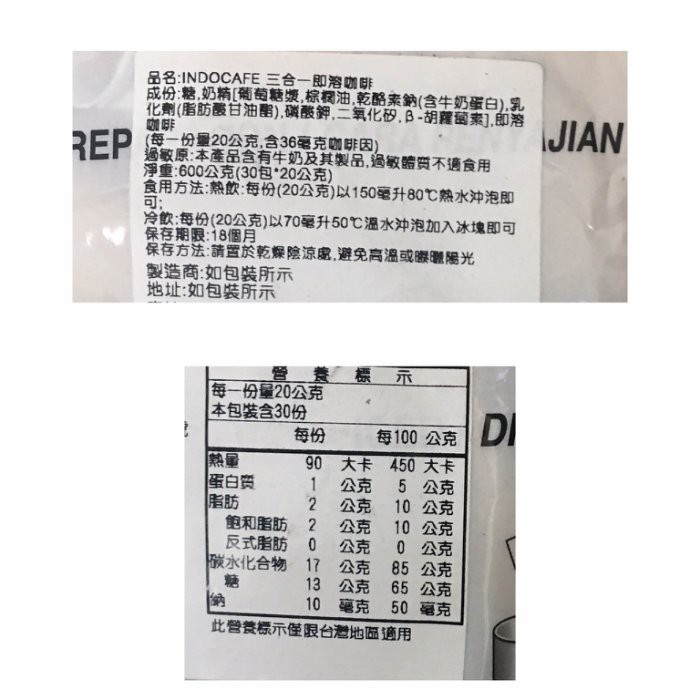 品名:INDOCAFE 三合一即溶咖啡
成份:糖,奶精[葡萄糖漿,棕櫚油,乾酪素鈉(含牛奶蛋白),乳
化劑(脂肪酸甘油酯),磷酸鉀,二氧化矽,β-胡蘿蔔素],即溶
咖啡
(每一份量20公克,含36毫克咖啡因)
過敏原:本產品含有牛奶及其製品,過敏體質不適食用
淨重:600公克(30包*20公克)
食用方法:熱飲:每份(20公克)以150毫升80℃熱水沖泡即
可;
冷飲:每份(20公克)以70毫升50℃溫水沖泡加入冰塊即可
保存期限:18個月
保存方法:請置於乾燥陰涼處,避免高溫或曝曬陽光
製造商:如包裝所示
地址:如包裝所示
REP
AJIAN
營養標示
每一份量20公克
本包裝含30份
每份 每100 公克
熱量 90 大卡 450 大卡
蛋白質 1 公克 5 公克
脂肪 2 公克 10 公克
飽和脂肪 2 公克 10 公克
反式脂肪 0 公克 0 公克
碳水化合物 17 公克 85 公克
糖 13 公克 65 公克
鈉 10 毫克 50 毫克
此營養標示僅限台灣地區適用